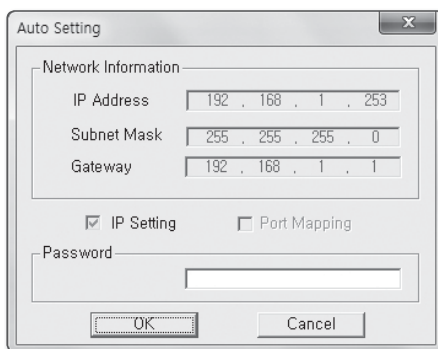 Auto Setting
Network Information
IP Address 192 . 168 . 1 . 253
Subnet Mask 255 . 255 . 255 . 0
Gateway 192 . 168 . 1 . 1
IP Setting Port Mapping
Password
OK Cancel